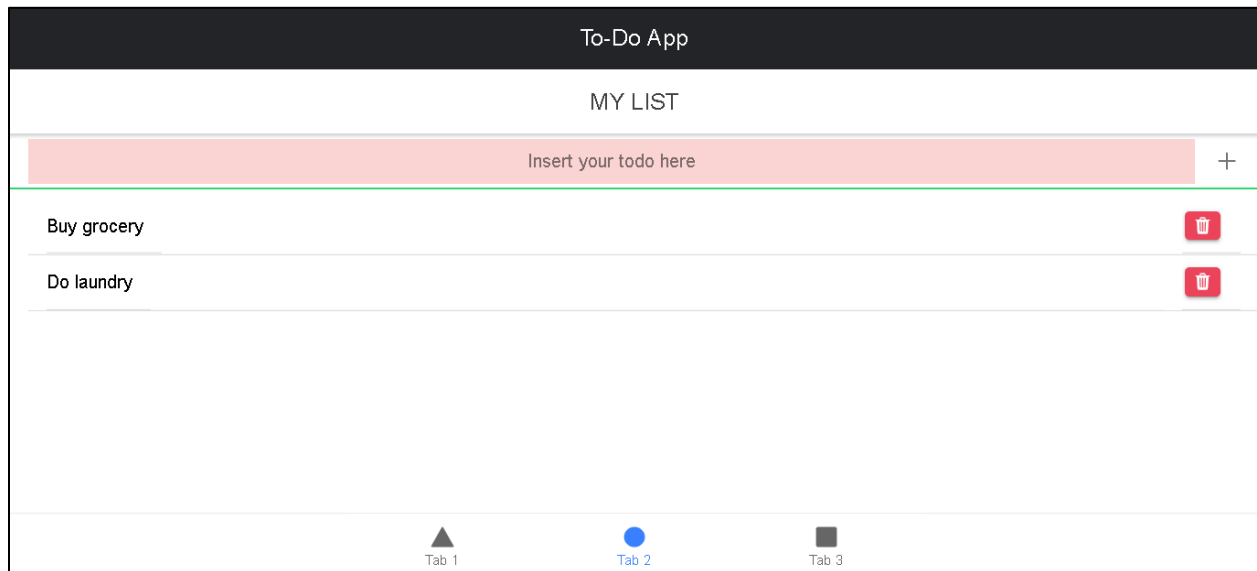 To-Do App
MY LIST
Insert your todo here
Buy grocery
Do laundry
Tab 1 Tab 2 Tab 3